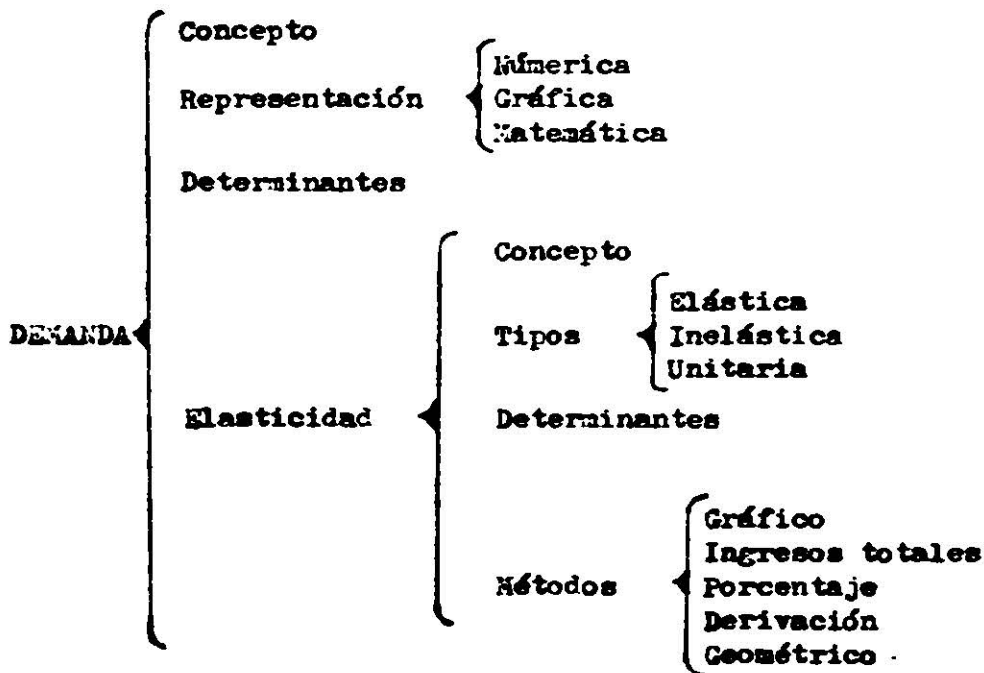 Concepto
Númerica
Representación
Gráfica
Matemática
Determinantes
Concepto
Elástica
DEMANDA
Tipos
Inelástica
Unitaria
Elasticidad
Determinantes
Gráfico
Ingresos totales
Métodos
Porcentaje
Derivación
Geométrico